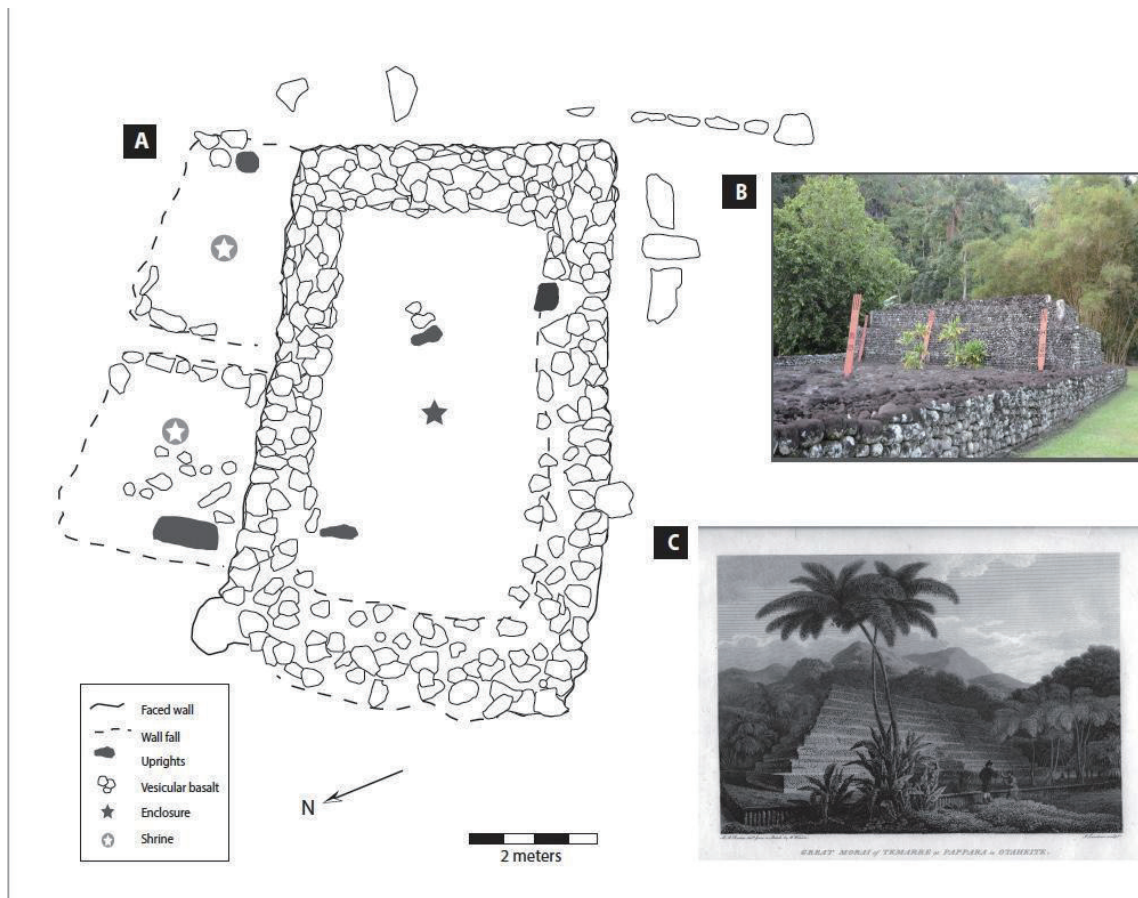 A
B
C
Faced wall
Wall fall
Uprights
Vesicular basalt
Enclosure
Shrine
N
2 meters
GREAT MORAI of TEMARRE at PAPPARA in OTAHEITE.